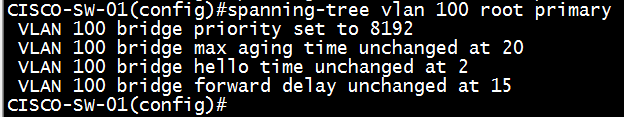 CISCO-SW-01(config)#spanning-tree vlan 100 root primary
VLAN 100 bridge priority set to 8192
VLAN 100 bridge max aging time unchanged at 20
VLAN 100 bridge hello time unchanged at 2
VLAN 100 bridge forward delay unchanged at 15
CISCO-SW-01(config)#